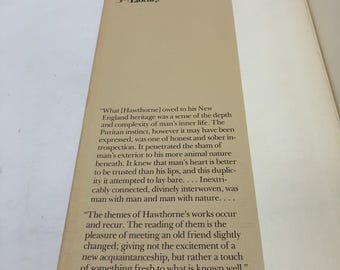 Library
“What [Hawthorne] owed to his New
England heritage was a sense of the depth
and complexity of man’s inner life. The
Puritan instinct, however it may have been
expressed, was one of honest and sober in-
trospection. It penetrated the sham of
man’s exterior to his more animal nature
beneath. It knew that man’s heart is better
to be trusted than his lips, and this duplic-
ity it attempted to lay bare. . . . Inextri-
cably connected, divinely interwoven, was
man with man and man with nature. . . .
“The themes of Hawthorne’s works occur
and recur. The reading of them is the
pleasure of meeting an old friend slightly
changed; giving not the excitement of a
new acquaintanceship, but rather a touch
of something fresh to what is known well.”